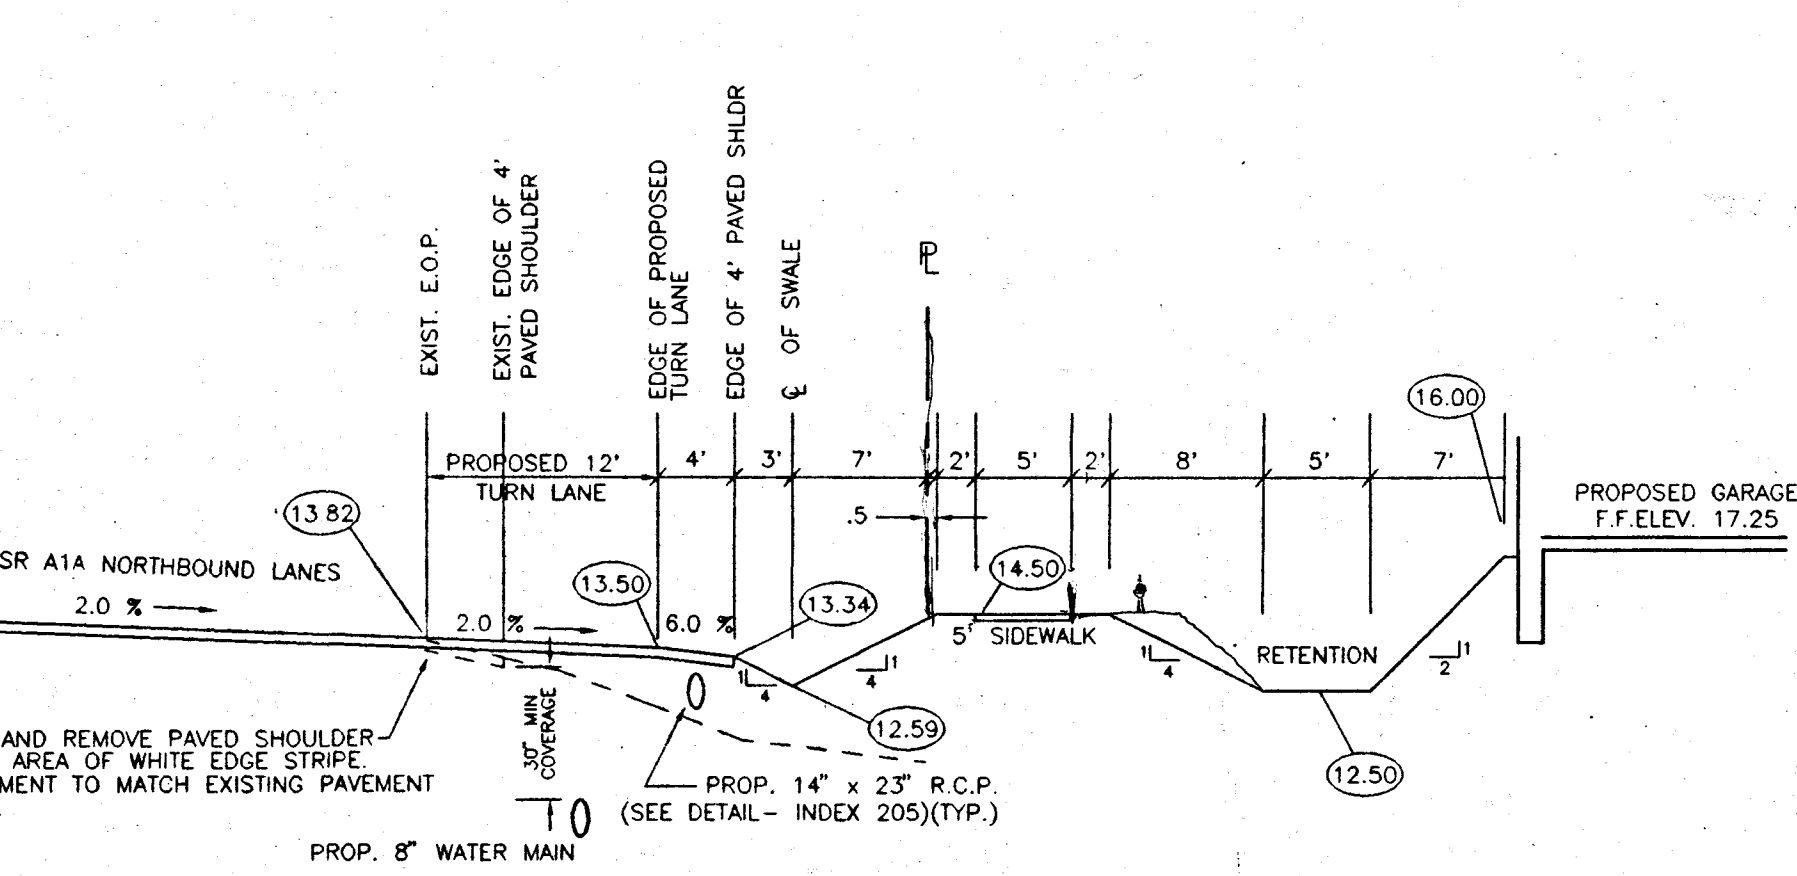 EXIST. E.O.P.
EXIST. EDGE OF 4'
PAVED SHOULDER
EDGE OF PROPOSED
TURN LANE
EDGE OF 4' PAVED SHLDR
℄ OF SWALE
PL
16.00
PROPOSED 12'
TURN LANE
4'
3'
7'
2'
5'
2'
8'
5'
7'
.5
PROPOSED GARAGE
F.F.ELEV. 17.25
13.82
SR A1A NORTHBOUND LANES
2.0 %
2.0 %
13.50
6.0 %
13.34
14.50
5' SIDEWALK
RETENTION
1
4
1
4
1
4
1
2
12.59
12.50
AND REMOVE PAVED SHOULDER
AREA OF WHITE EDGE STRIPE.
MENT TO MATCH EXISTING PAVEMENT
30" MIN
COVERAGE
PROP. 14" x 23" R.C.P.
(SEE DETAIL- INDEX 205)(TYP.)
PROP. 8" WATER MAIN